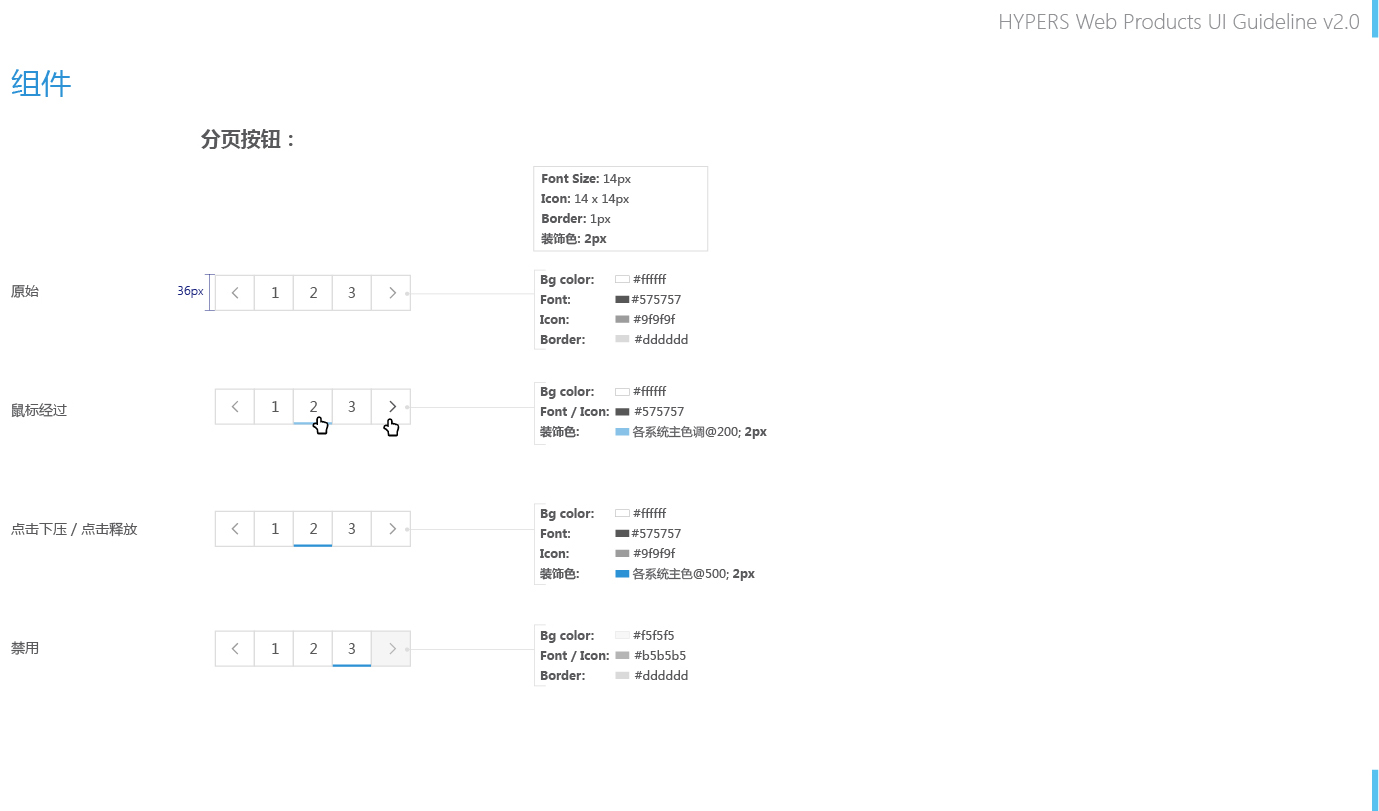 HYPERS Web Products UI Guideline v2.0
组件
分页按钮：
Font Size: 14px
Icon: 14 x 14px
Border: 1px
装饰色: 2px
原始
36px
1 2 3
Bg color: #ffffff
Font: #575757
Icon: #9f9f9f
Border: #dddddd
鼠标经过
1 2 3
Bg color: #ffffff
Font / Icon: #575757
装饰色: 各系统主色调@200; 2px
点击下压 / 点击释放
1 2 3
Bg color: #ffffff
Font: #575757
Icon: #9f9f9f
装饰色: 各系统主色@500; 2px
禁用
1 2 3
Bg color: #f5f5f5
Font / Icon: #b5b5b5
Border: #dddddd